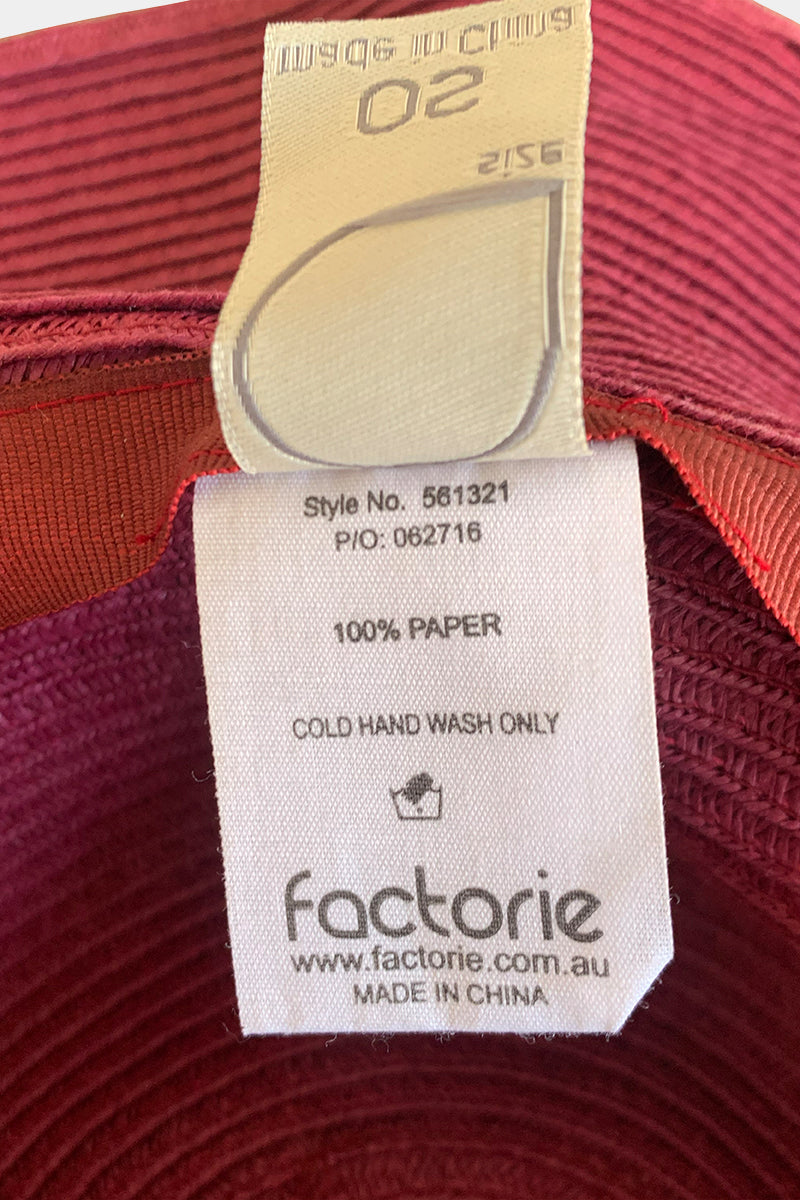 made in china
OS
size
Style No. 561321
P/O: 062716
100% PAPER
COLD HAND WASH ONLY
factorie
www.factorie.com.au
MADE IN CHINA